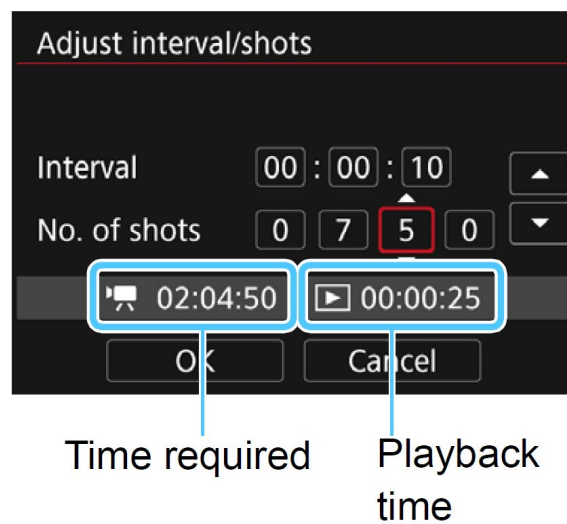 Adjust interval/shots
Interval 00 : 00 : 10
No. of shots 0 7 5 0
02:04:50 00:00:25
OK Cancel
Time required Playback
time